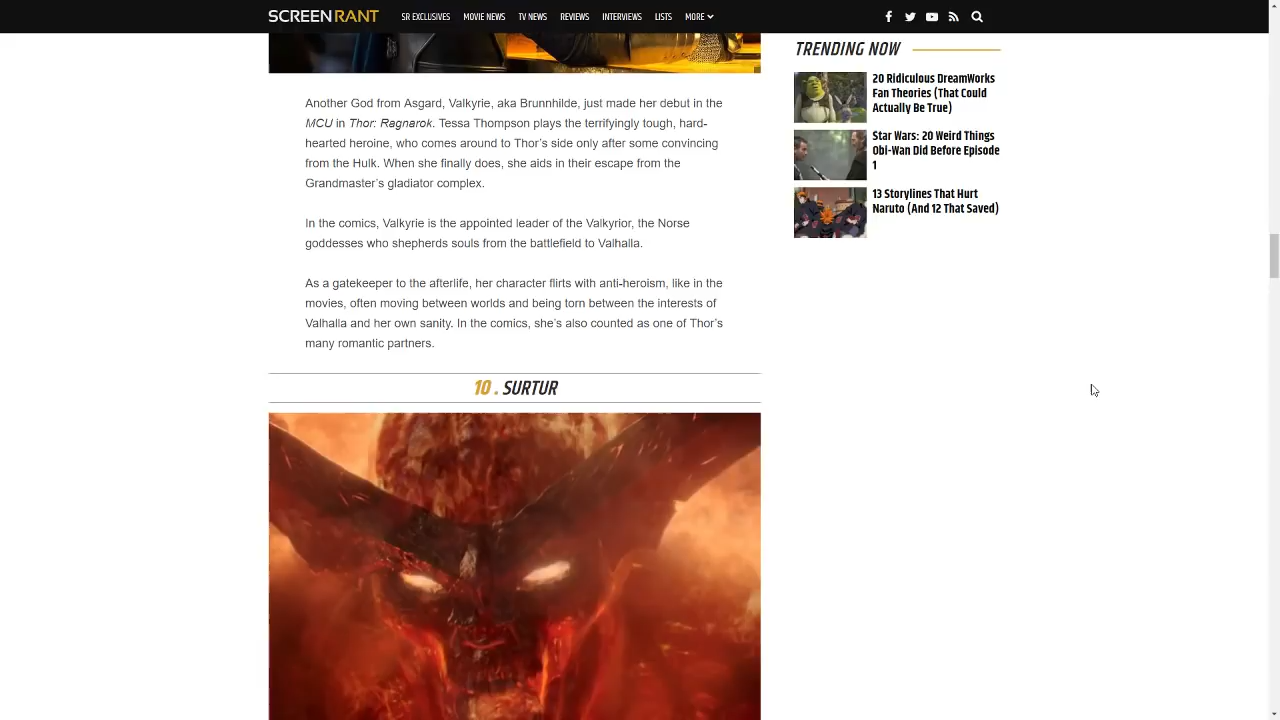 SCREENRANT
SR EXCLUSIVES MOVIE NEWS TV NEWS REVIEWS INTERVIEWS LISTS MORE
Another God from Asgard, Valkyrie, aka Brunnhilde, just made her debut in the
MCU in Thor: Ragnarok. Tessa Thompson plays the terrifyingly tough, hard-
hearted heroine, who comes around to Thor’s side only after some convincing
from the Hulk. When she finally does, she aids in their escape from the
Grandmaster’s gladiator complex.
In the comics, Valkyrie is the appointed leader of the Valkyrior, the Norse
goddesses who shepherds souls from the battlefield to Valhalla.
As a gatekeeper to the afterlife, her character flirts with anti-heroism, like in the
movies, often moving between worlds and being torn between the interests of
Valhalla and her own sanity. In the comics, she’s also counted as one of Thor’s
many romantic partners.
10 . SURTUR
TRENDING NOW
20 Ridiculous DreamWorks
Fan Theories (That Could
Actually Be True)
Star Wars: 20 Weird Things
Obi-Wan Did Before Episode
1
13 Storylines That Hurt
Naruto (And 12 That Saved)